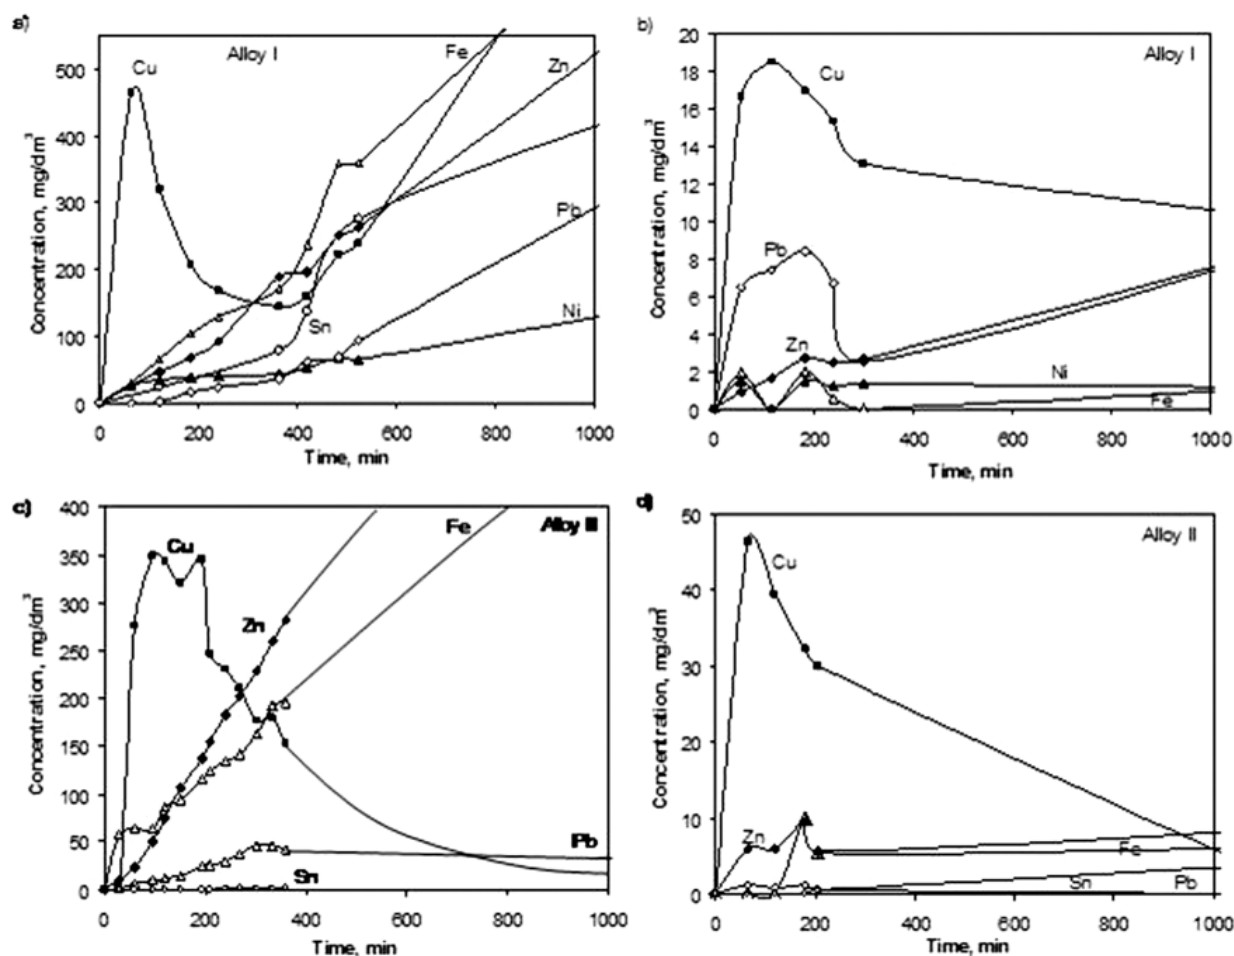 a)
Alloy I
Cu
Fe
Zn
Sn
Pb
Ni
500
400
300
200
100
0
Concentration, mg/dm³
0 200 400 600 800 1000
Time, min
b)
Alloy I
Cu
Pb
Zn
Ni
Fe
20
18
16
14
12
10
8
6
4
2
0
Concentration, mg/dm³
0 200 400 600 800 1000
Time, min
c)
Alloy III
Cu
Fe
Zn
Pb
Sn
400
350
300
250
200
150
100
50
0
Concentration, mg/dm³
0 200 400 600 800 1000
Time, min
d)
Alloy II
Cu
Zn
Fe
Sn
Pb
50
40
30
20
10
0
Concentration, mg/dm³
0 200 400 600 800 1000
Time, min